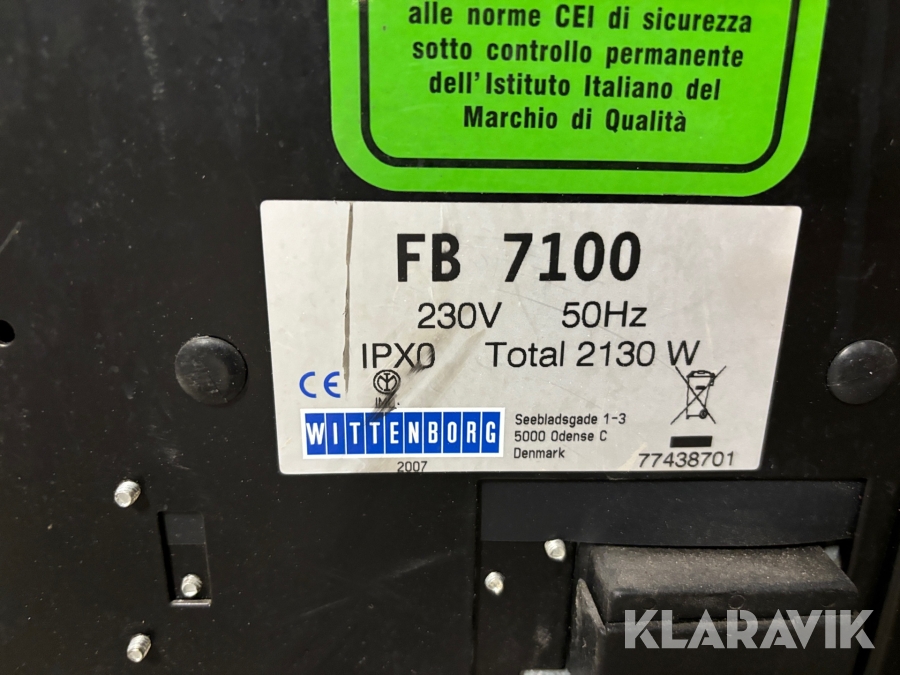 alle norme CEI di sicurezza
sotto controllo permanente
dell'Istituto Italiano del
Marchio di Qualità
FB 7100
230V 50Hz
IPX0 Total 2130 W
CE
WITTENBORG
Seebladsgade 1-3
5000 Odense C
Denmark
2007
77438701
KLARAVIK